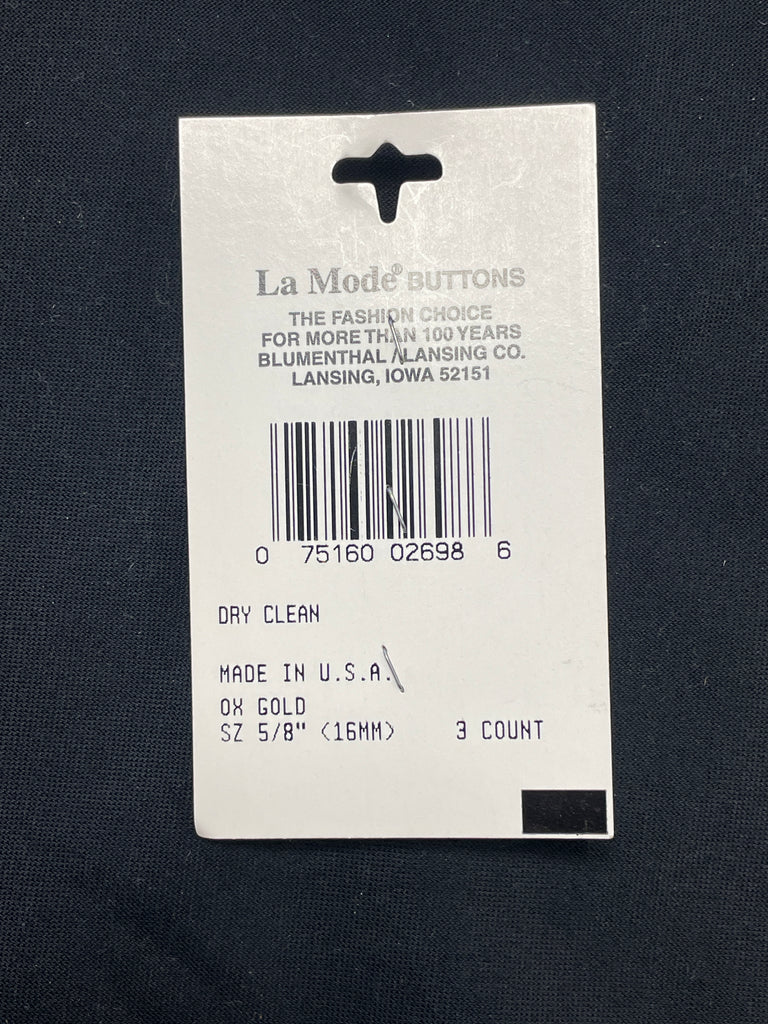 La Mode® BUTTONS
THE FASHION CHOICE
FOR MORE THAN 100 YEARS
BLUMENTHAL LANSING CO.
LANSING, IOWA 52151
0 75160 02698 6
DRY CLEAN
MADE IN U.S.A.
OX GOLD
SZ 5/8" (16MM) 3 COUNT